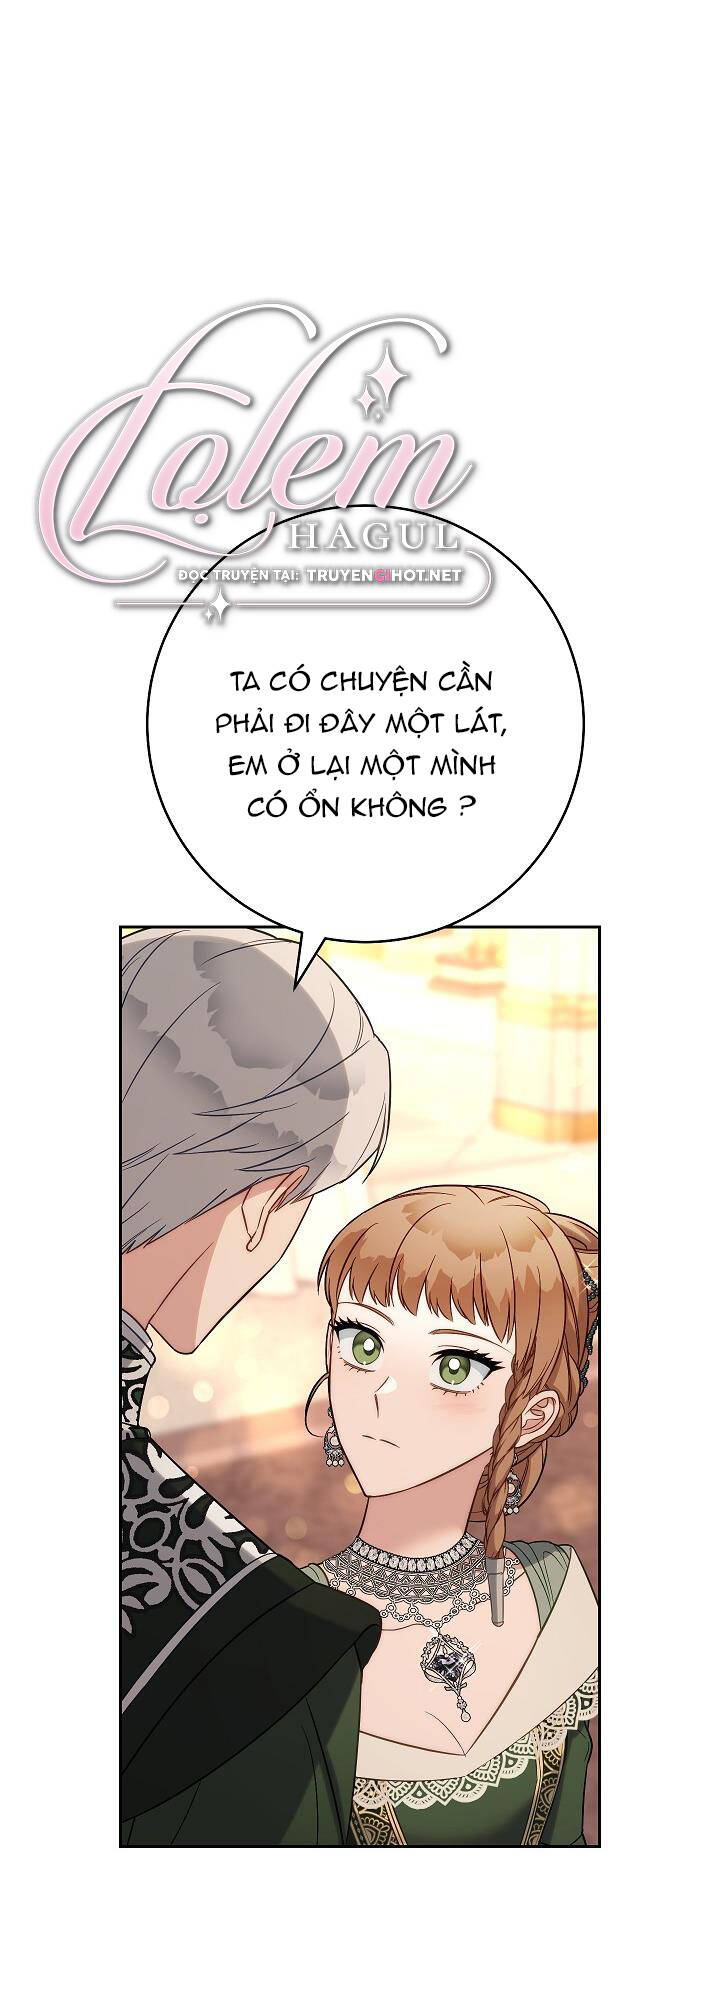 Lọlem
HAGUL
ĐỌC TRUYỆN TẠI: TRUYENCIHOT.NET
TA CÓ CHUYỆN CẦN
PHẢI ĐI ĐÂY MỘT LÁT,
EM Ở LẠI MỘT MÌNH
CÓ ỔN KHÔNG ?